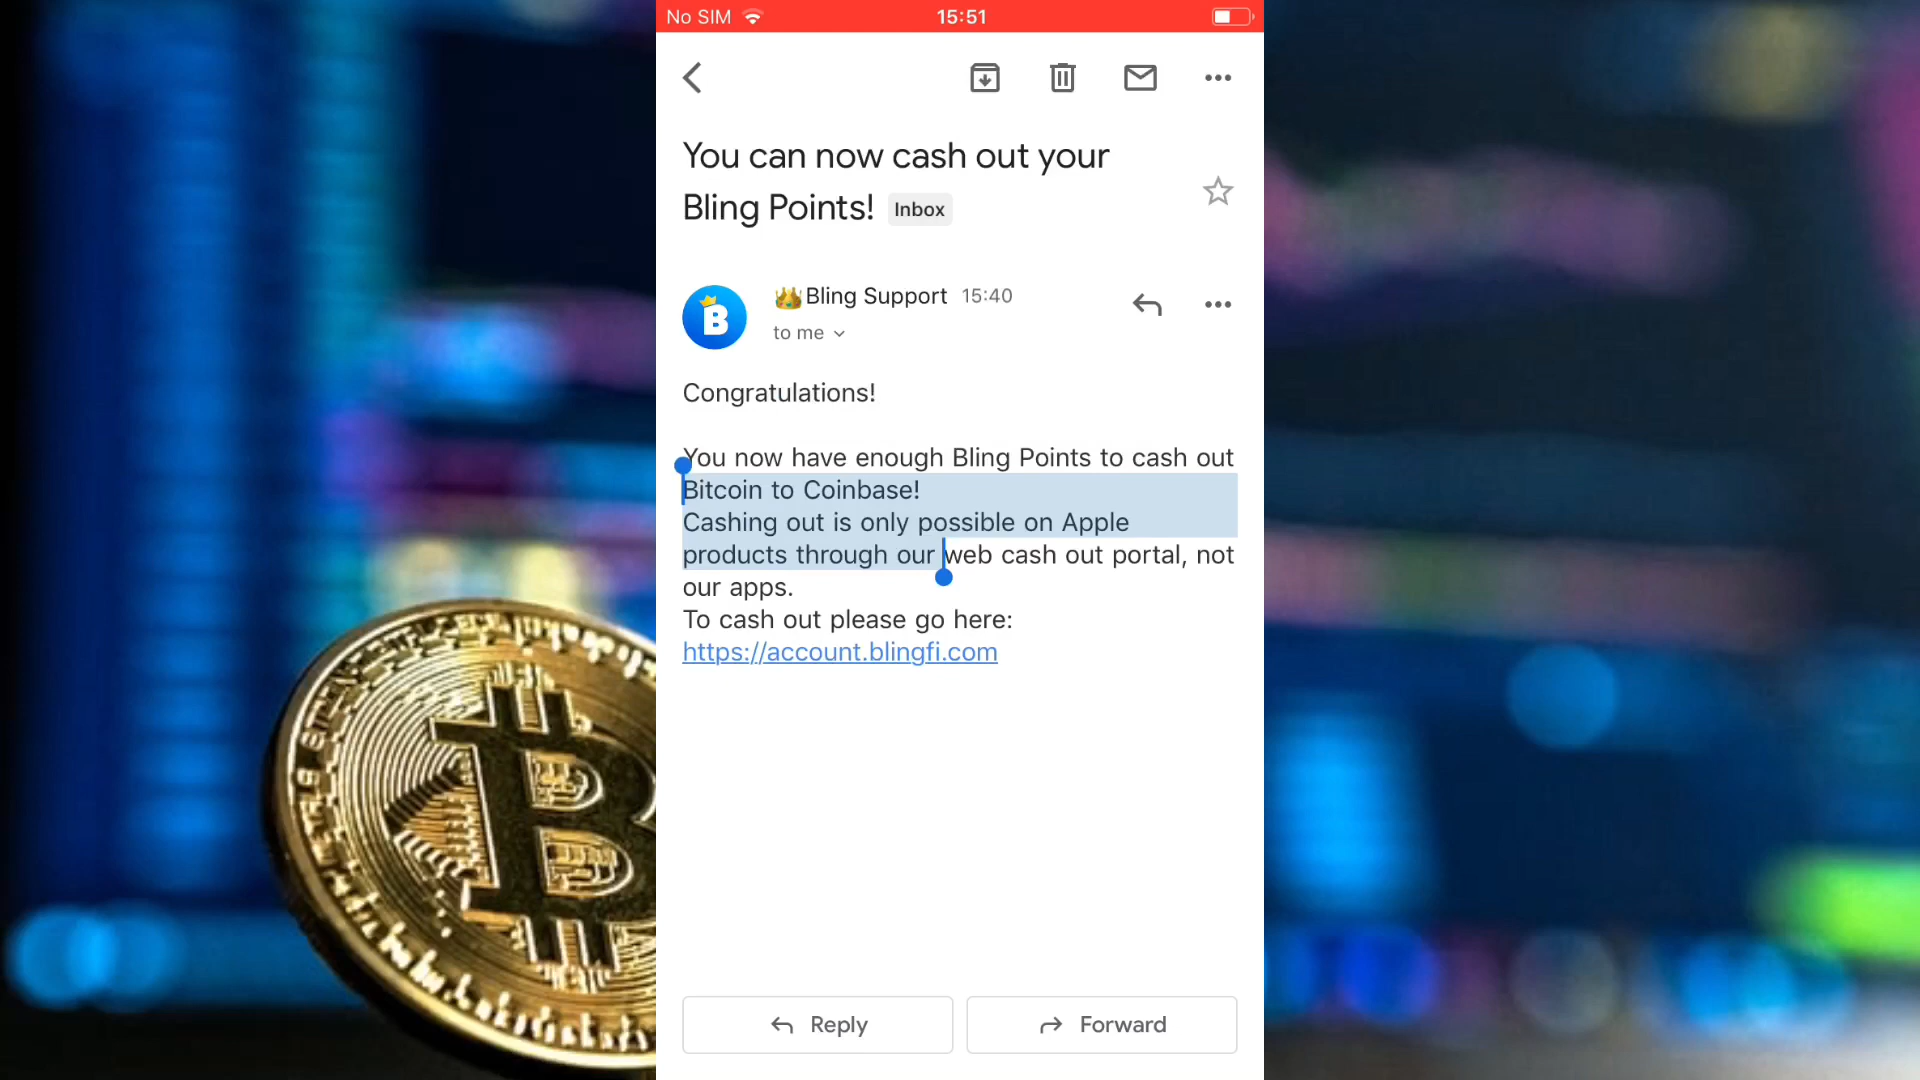 No SIM 15:51
You can now cash out your
Bling Points! Inbox
B
Bling Support 15:40
to me
Congratulations!
You now have enough Bling Points to cash out
Bitcoin to Coinbase!
Cashing out is only possible on Apple
products through our web cash out portal, not
our apps.
To cash out please go here:
https://account.blingfi.com
Reply Forward